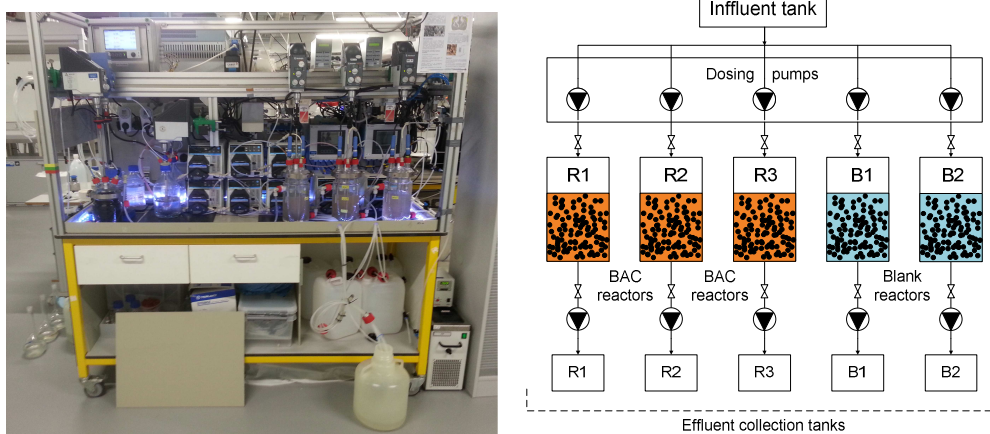 Inffluent tank
Dosing pumps
R1 R2 R3 B1 B2
BAC reactors
BAC reactors
Blank reactors
R1 R2 R3 B1 B2
Effluent collection tanks